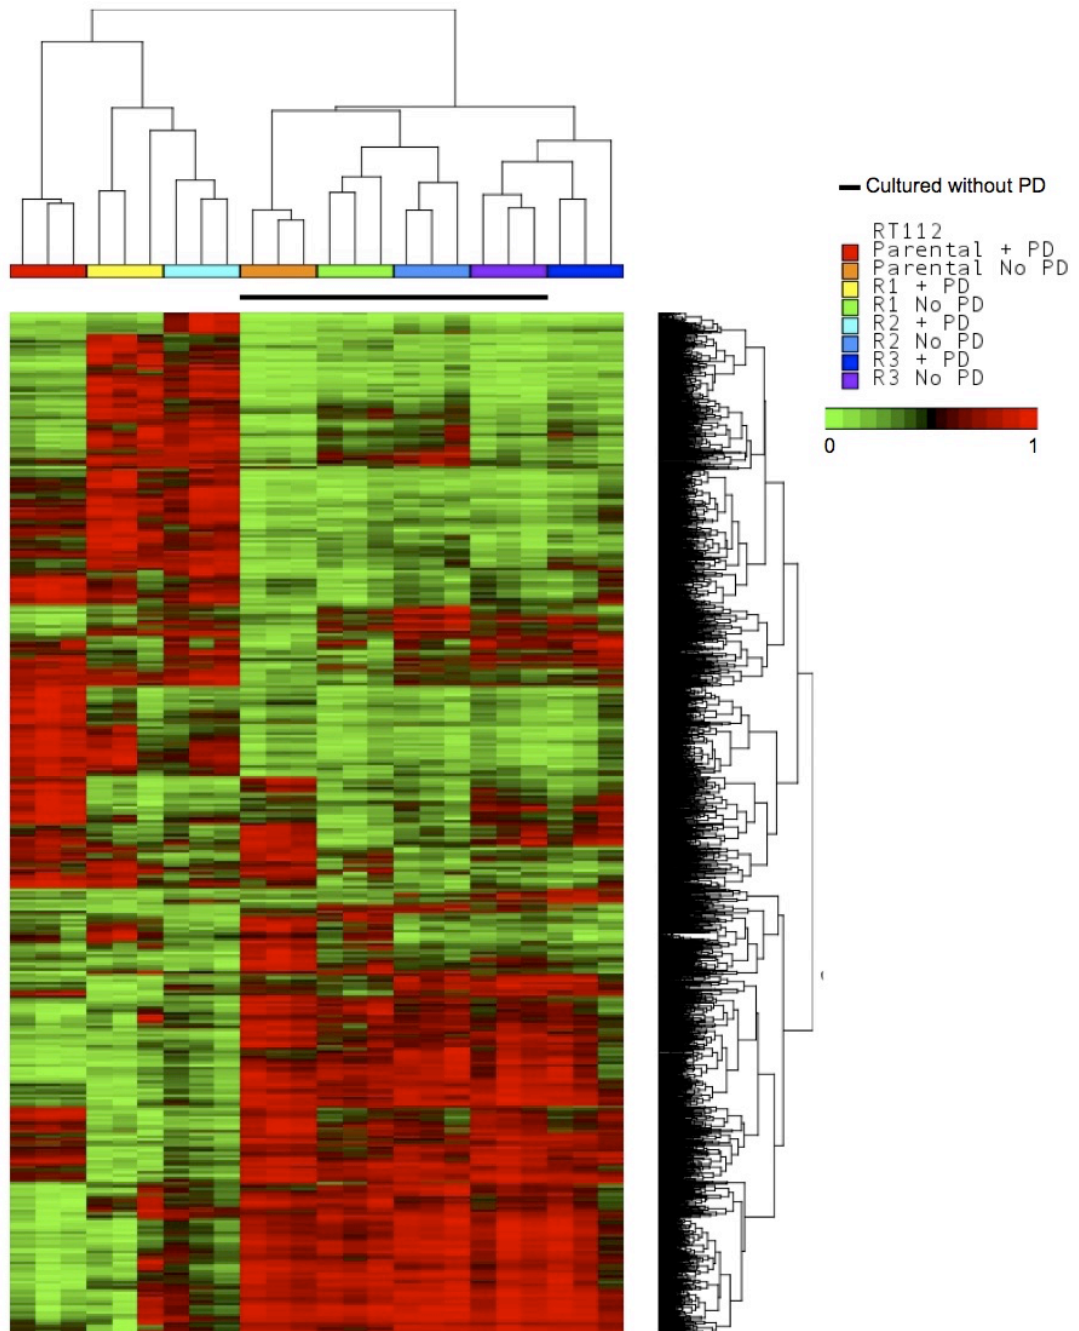 Cultured without PD
RT112
Parental + PD
Parental No PD
R1 + PD
R1 No PD
R2 + PD
R2 No PD
R3 + PD
R3 No PD
0 1